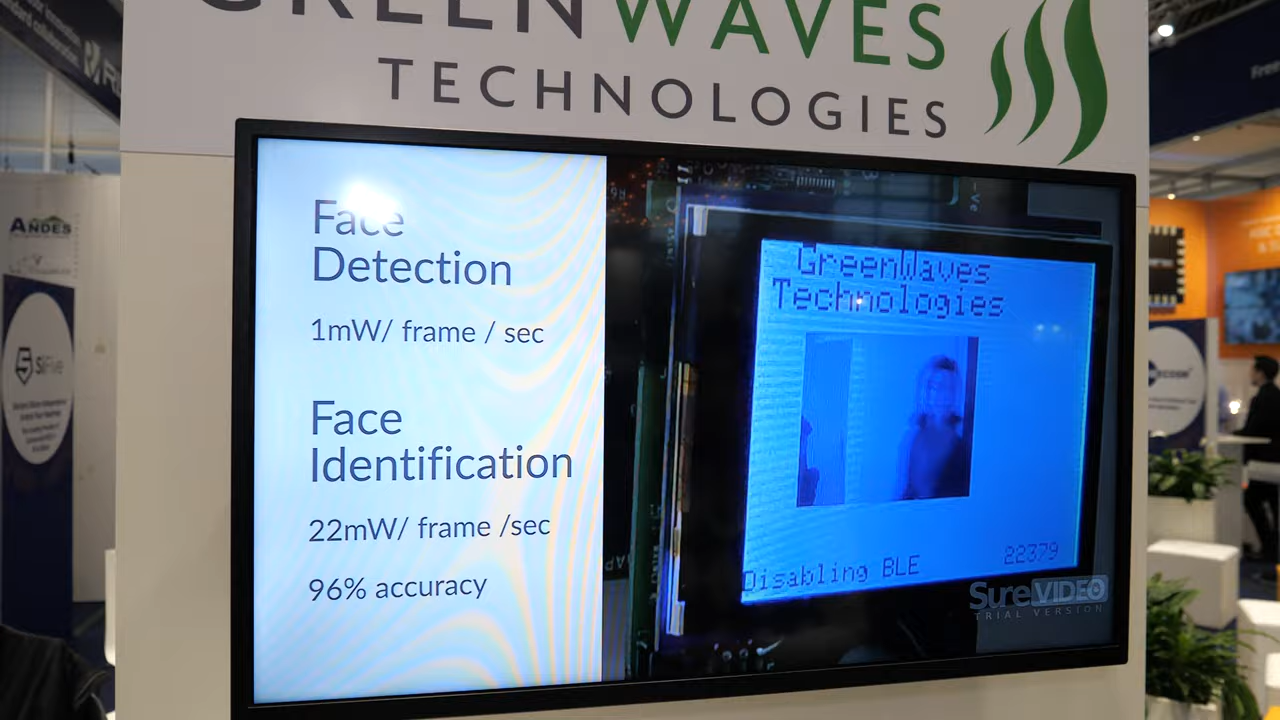 GREENWAVES
TECHNOLOGIES
Face
Detection
1mW/ frame / sec
Face
Identification
22mW/ frame /sec
96% accuracy
GreenWaves
Technologies
Disabling BLE
22379
SureVIDEO
TRIAL VERSION
ANDES
SiFive